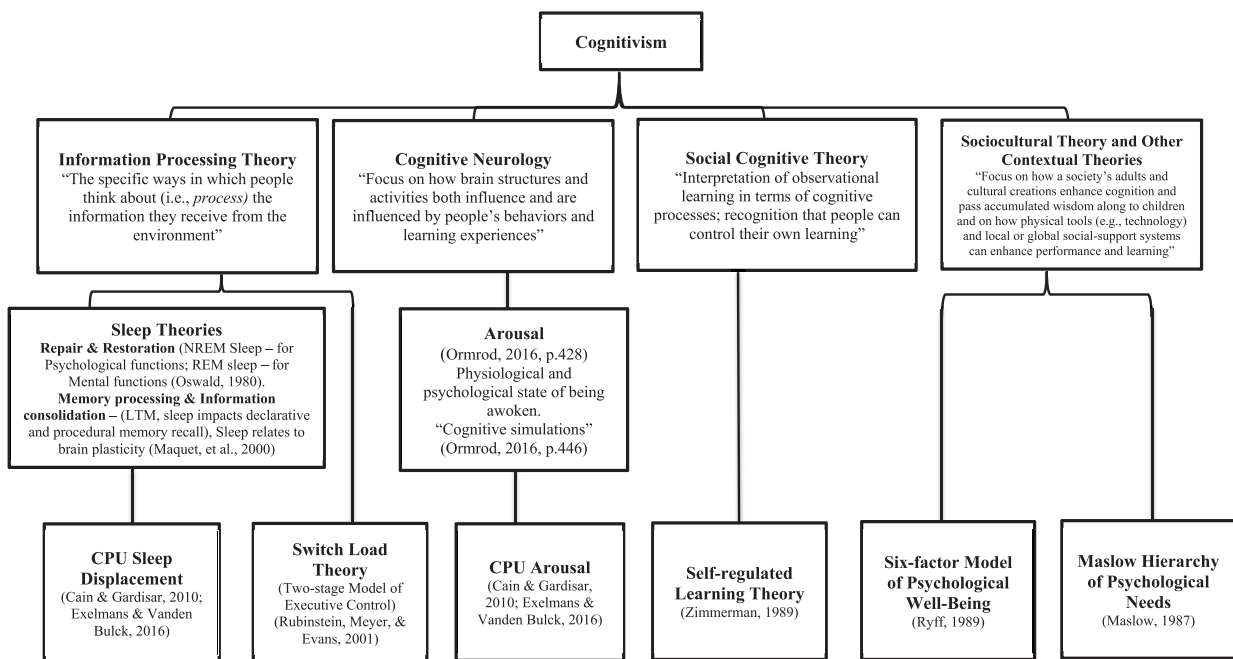 Cognitivism
Information Processing Theory
“The specific ways in which people
think about (i.e., process) the
information they receive from the
environment”
Cognitive Neurology
“Focus on how brain structures and
activities both influence and are
influenced by people’s behaviors and
learning experiences”
Social Cognitive Theory
“Interpretation of observational
learning in terms of cognitive
processes; recognition that people can
control their own learning”
Sociocultural Theory and Other
Contextual Theories
“Focus on how a society’s adults and
cultural creations enhance cognition and
pass accumulated wisdom along to children
and on how physical tools (e.g., technology)
and local or global social-support systems
can enhance performance and learning”
Sleep Theories
Repair & Restoration (NREM Sleep – for
Psychological functions; REM sleep – for
Mental functions (Oswald, 1980).
Memory processing & Information
consolidation – (LTM, sleep impacts declarative
and procedural memory recall), Sleep relates to
brain plasticity (Maquet, et al., 2000)
Arousal
(Ormrod, 2016, p.428)
Physiological and
psychological state of being
awoken.
“Cognitive simulations”
(Ormrod, 2016, p.446)
CPU Sleep
Displacement
(Cain & Gardisar, 2010;
Exelmans & Vanden
Bulck, 2016)
Switch Load
Theory
(Two-stage Model of
Executive Control)
(Rubinstein, Meyer, &
Evans, 2001)
CPU Arousal
(Cain & Gardisar,
2010; Exelmans &
Vanden Bulck, 2016)
Self-regulated
Learning Theory
(Zimmerman, 1989)
Six-factor Model
of Psychological
Well-Being
(Ryff, 1989)
Maslow Hierarchy
of Psychological
Needs
(Maslow, 1987)